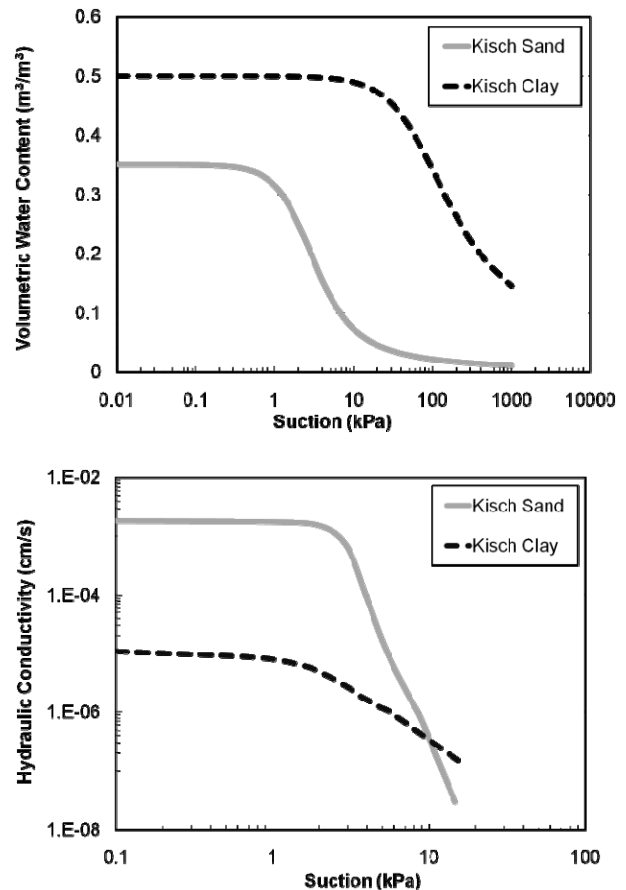 0.6
Kisch Sand
Kisch Clay
0.5
0.4
0.3
0.2
0.1
0
Volumetric Water Content (m³/m³)
0.01 0.1 1 10 100 1000 10000
Suction (kPa)
1.E-02
Kisch Sand
Kisch Clay
1.E-04
1.E-06
1.E-08
Hydraulic Conductivity (cm/s)
0.1 1 10 100
Suction (kPa)